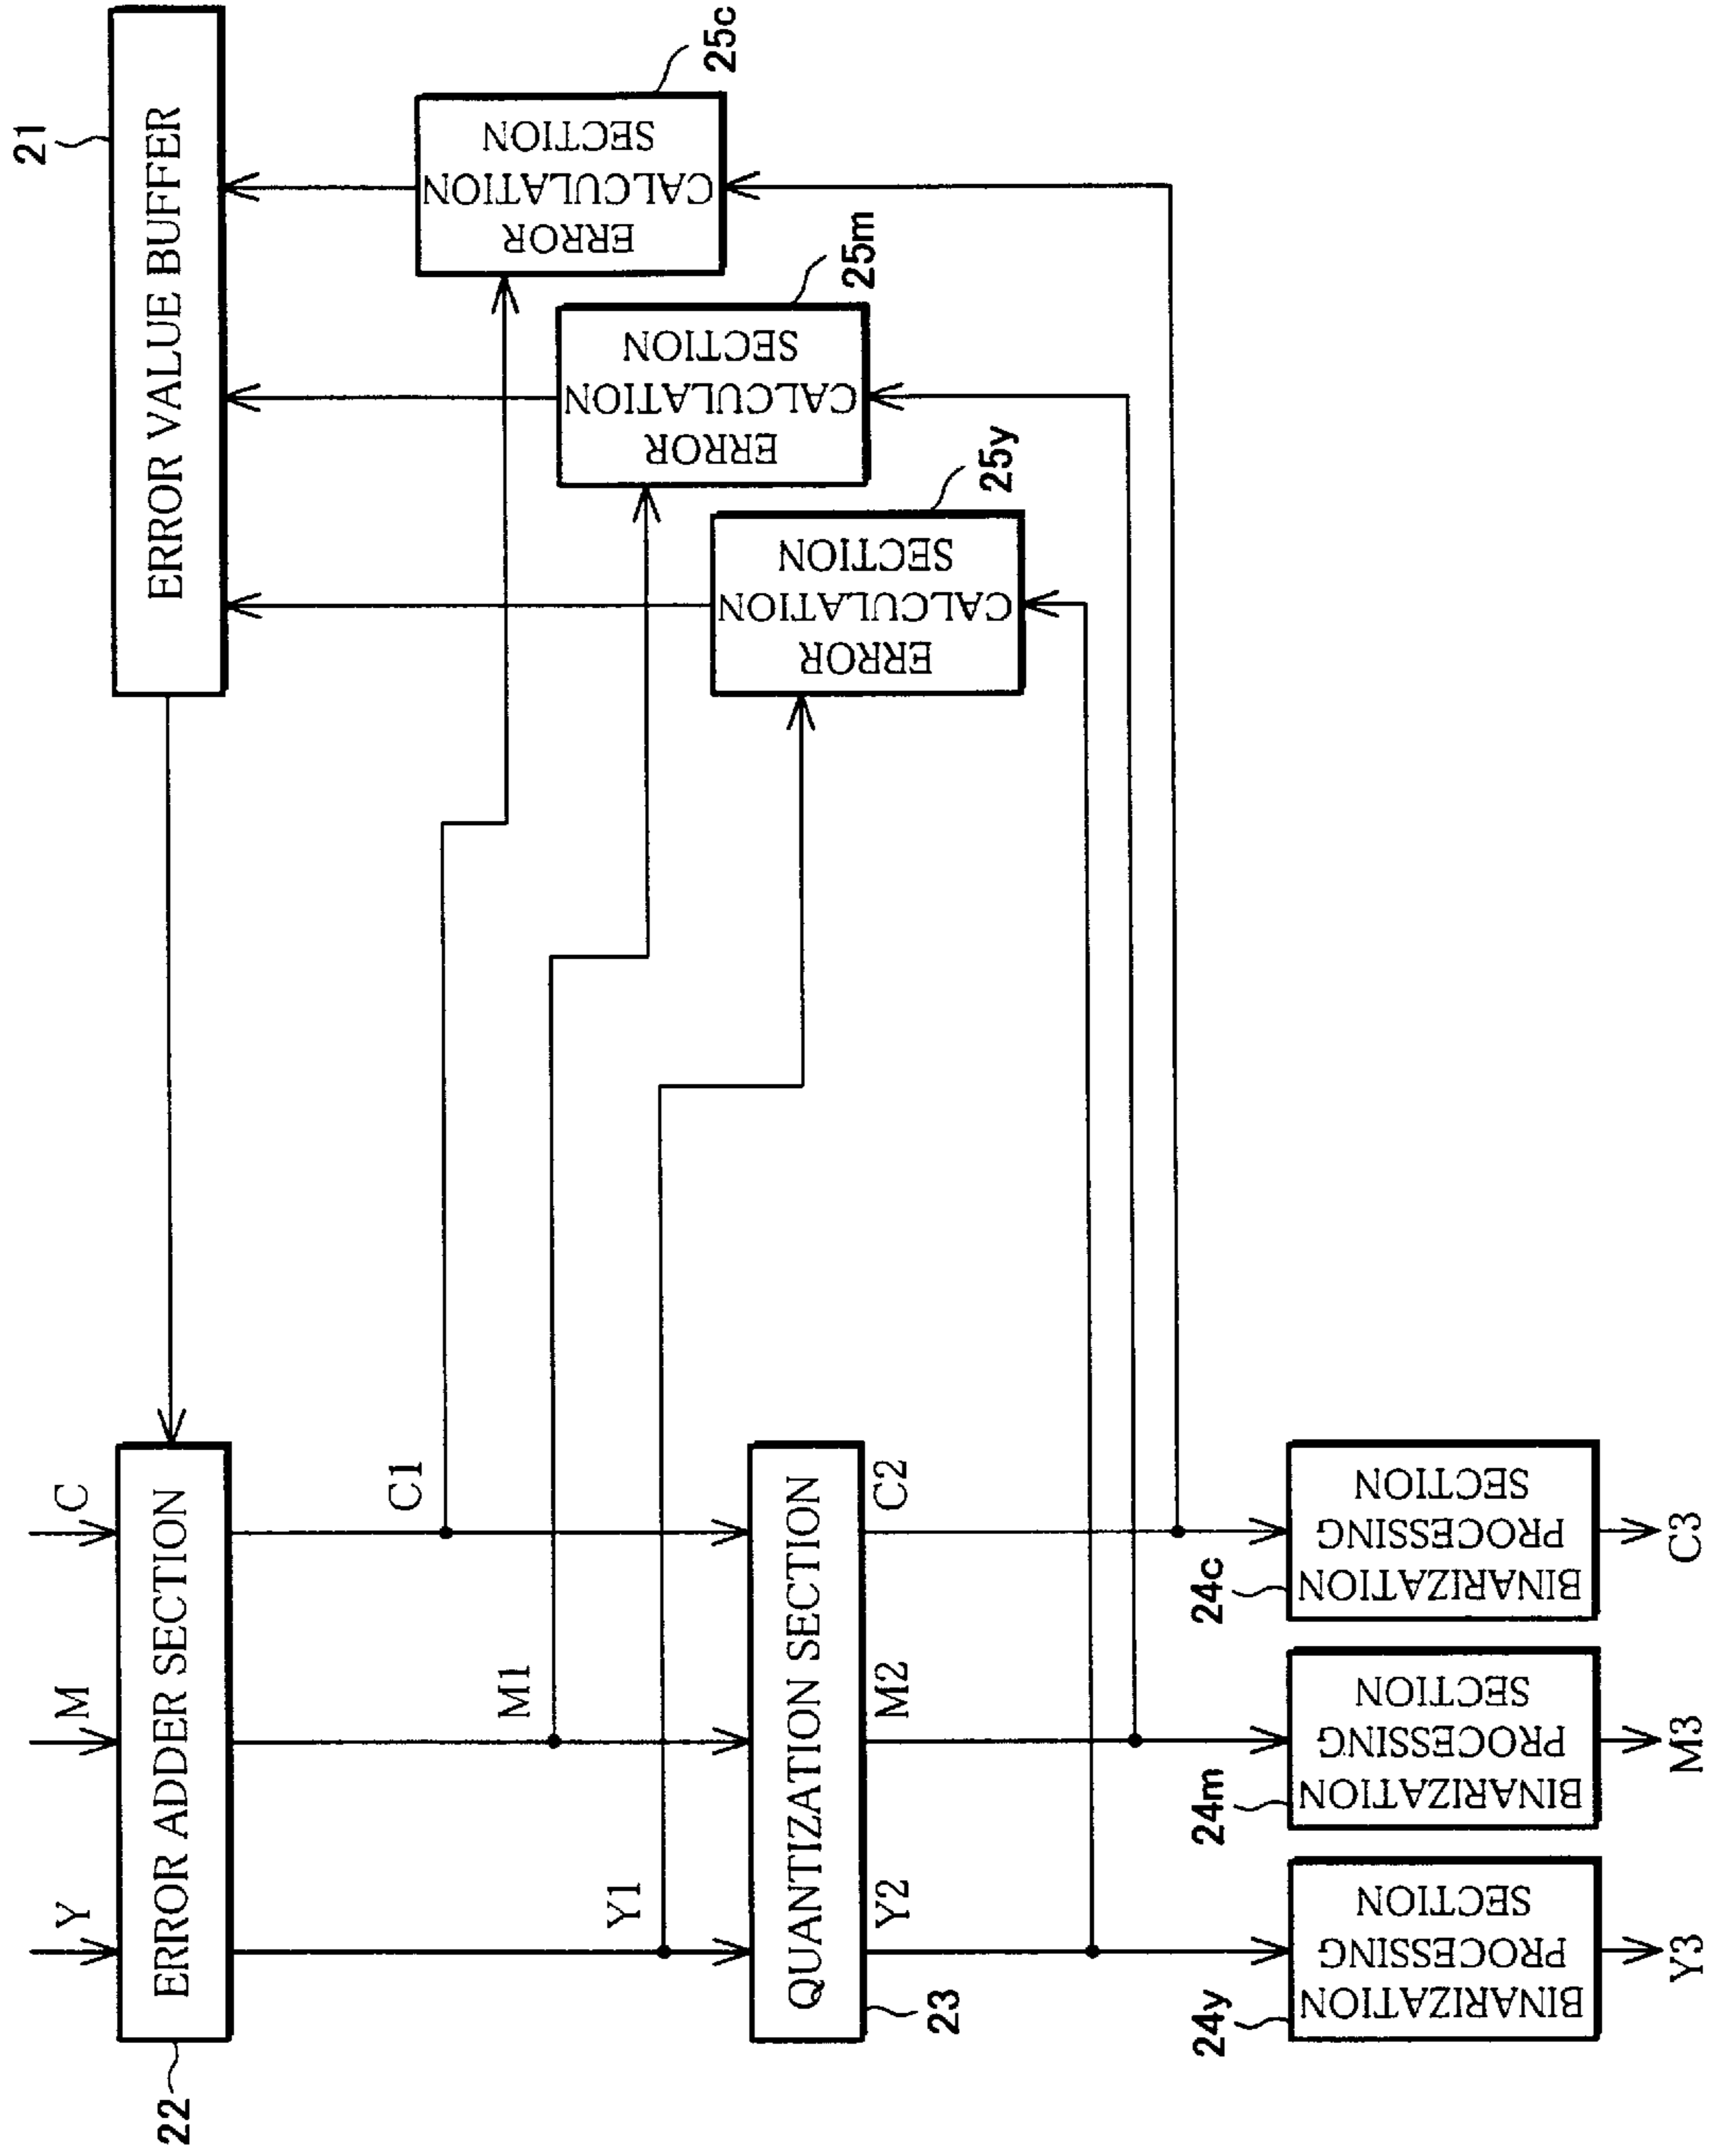 21
ERROR VALUE BUFFER
25c
ERROR
CALCULATION
SECTION
25m
ERROR
CALCULATION
SECTION
25y
ERROR
CALCULATION
SECTION
Y
M
C
22
ERROR ADDER SECTION
Y1
M1
C1
23
QUANTIZATION SECTION
Y2
M2
C2
24y
BINARIZATION
PROCESSING
SECTION
24m
BINARIZATION
PROCESSING
SECTION
24c
BINARIZATION
PROCESSING
SECTION
Y3
M3
C3